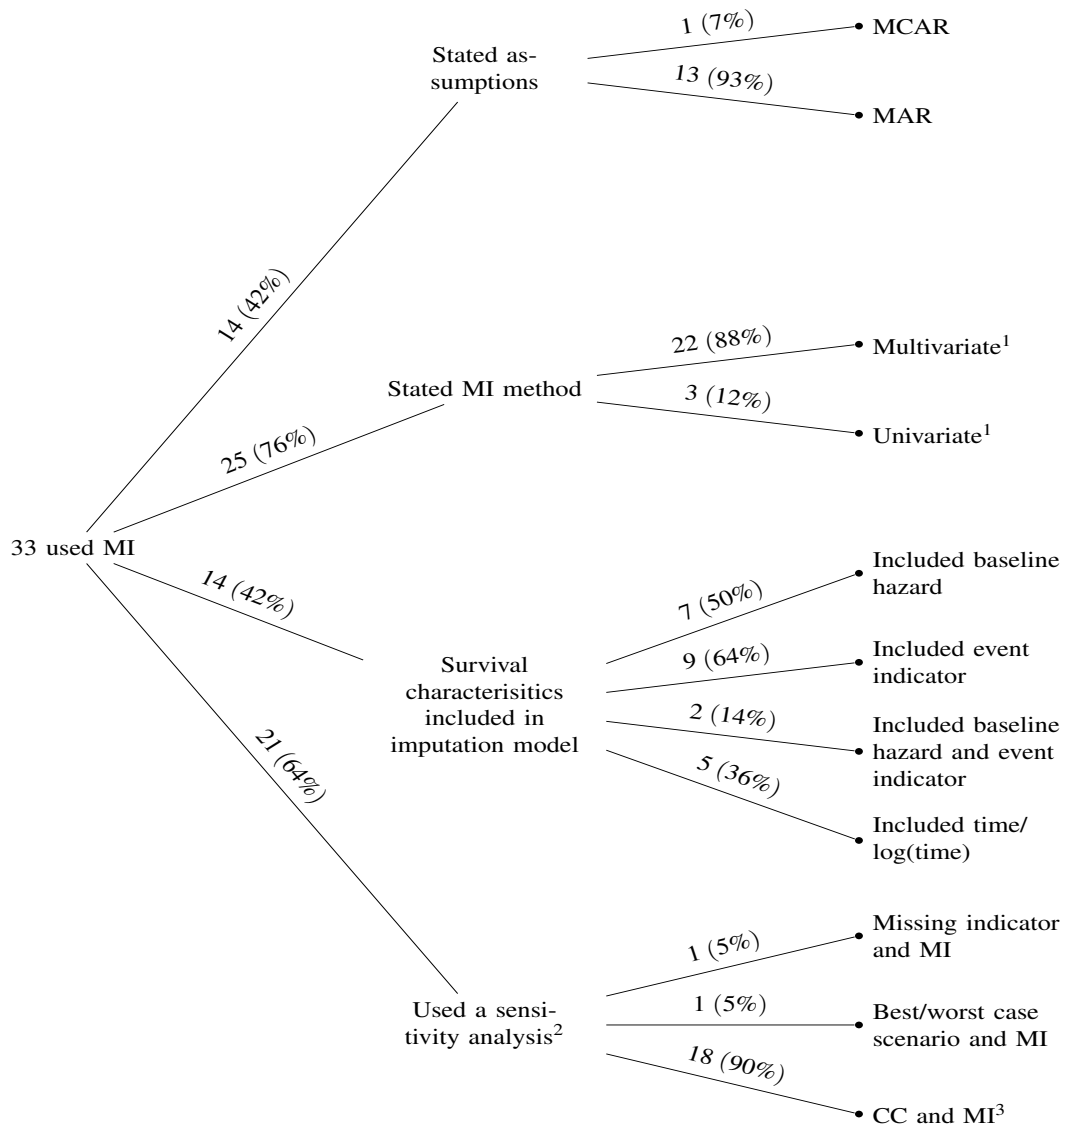 1 (7%)
MCAR
Stated as-
sumptions
13 (93%)
MAR
14 (42%)
22 (88%)
Multivariate1
Stated MI method
3 (12%)
Univariate1
25 (76%)
33 used MI
14 (42%)
Included baseline
hazard
7 (50%)
Survival
characterisitics
included in
imputation model
9 (64%)
Included event
indicator
2 (14%)
Included baseline
hazard and event
indicator
5 (36%)
Included time/
log(time)
21 (64%)
1 (5%)
Missing indicator
and MI
Used a sensi-
tivity analysis2
1 (5%)
Best/worst case
scenario and MI
18 (90%)
CC and MI3